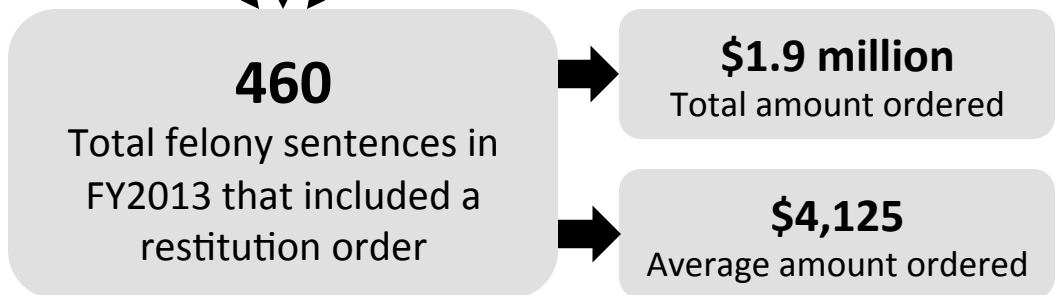 460
Total felony sentences in
FY2013 that included a
restitution order
$1.9 million
Total amount ordered
$4,125
Average amount ordered